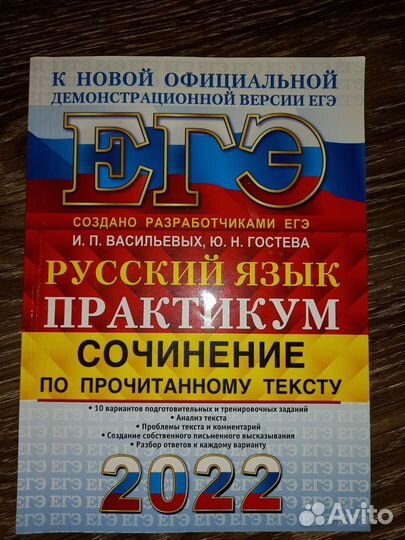 К НОВОЙ ОФИЦИАЛЬНОЙ
ДЕМОНСТРАЦИОННОЙ ВЕРСИИ ЕГЭ
ЕГЭ
СОЗДАНО РАЗРАБОТЧИКАМИ ЕГЭ
И. П. ВАСИЛЬЕВЫХ, Ю. Н. ГОСТЕВА
РУССКИЙ ЯЗЫК
ПРАКТИКУМ
СОЧИНЕНИЕ
ПО ПРОЧИТАННОМУ ТЕКСТУ
• 10 вариантов подготовительных и тренировочных заданий
• Анализ текста
• Проблемы текста и комментарий
• Создание собственного письменного высказывания
• Разбор ответов к каждому варианту
2022
Avito